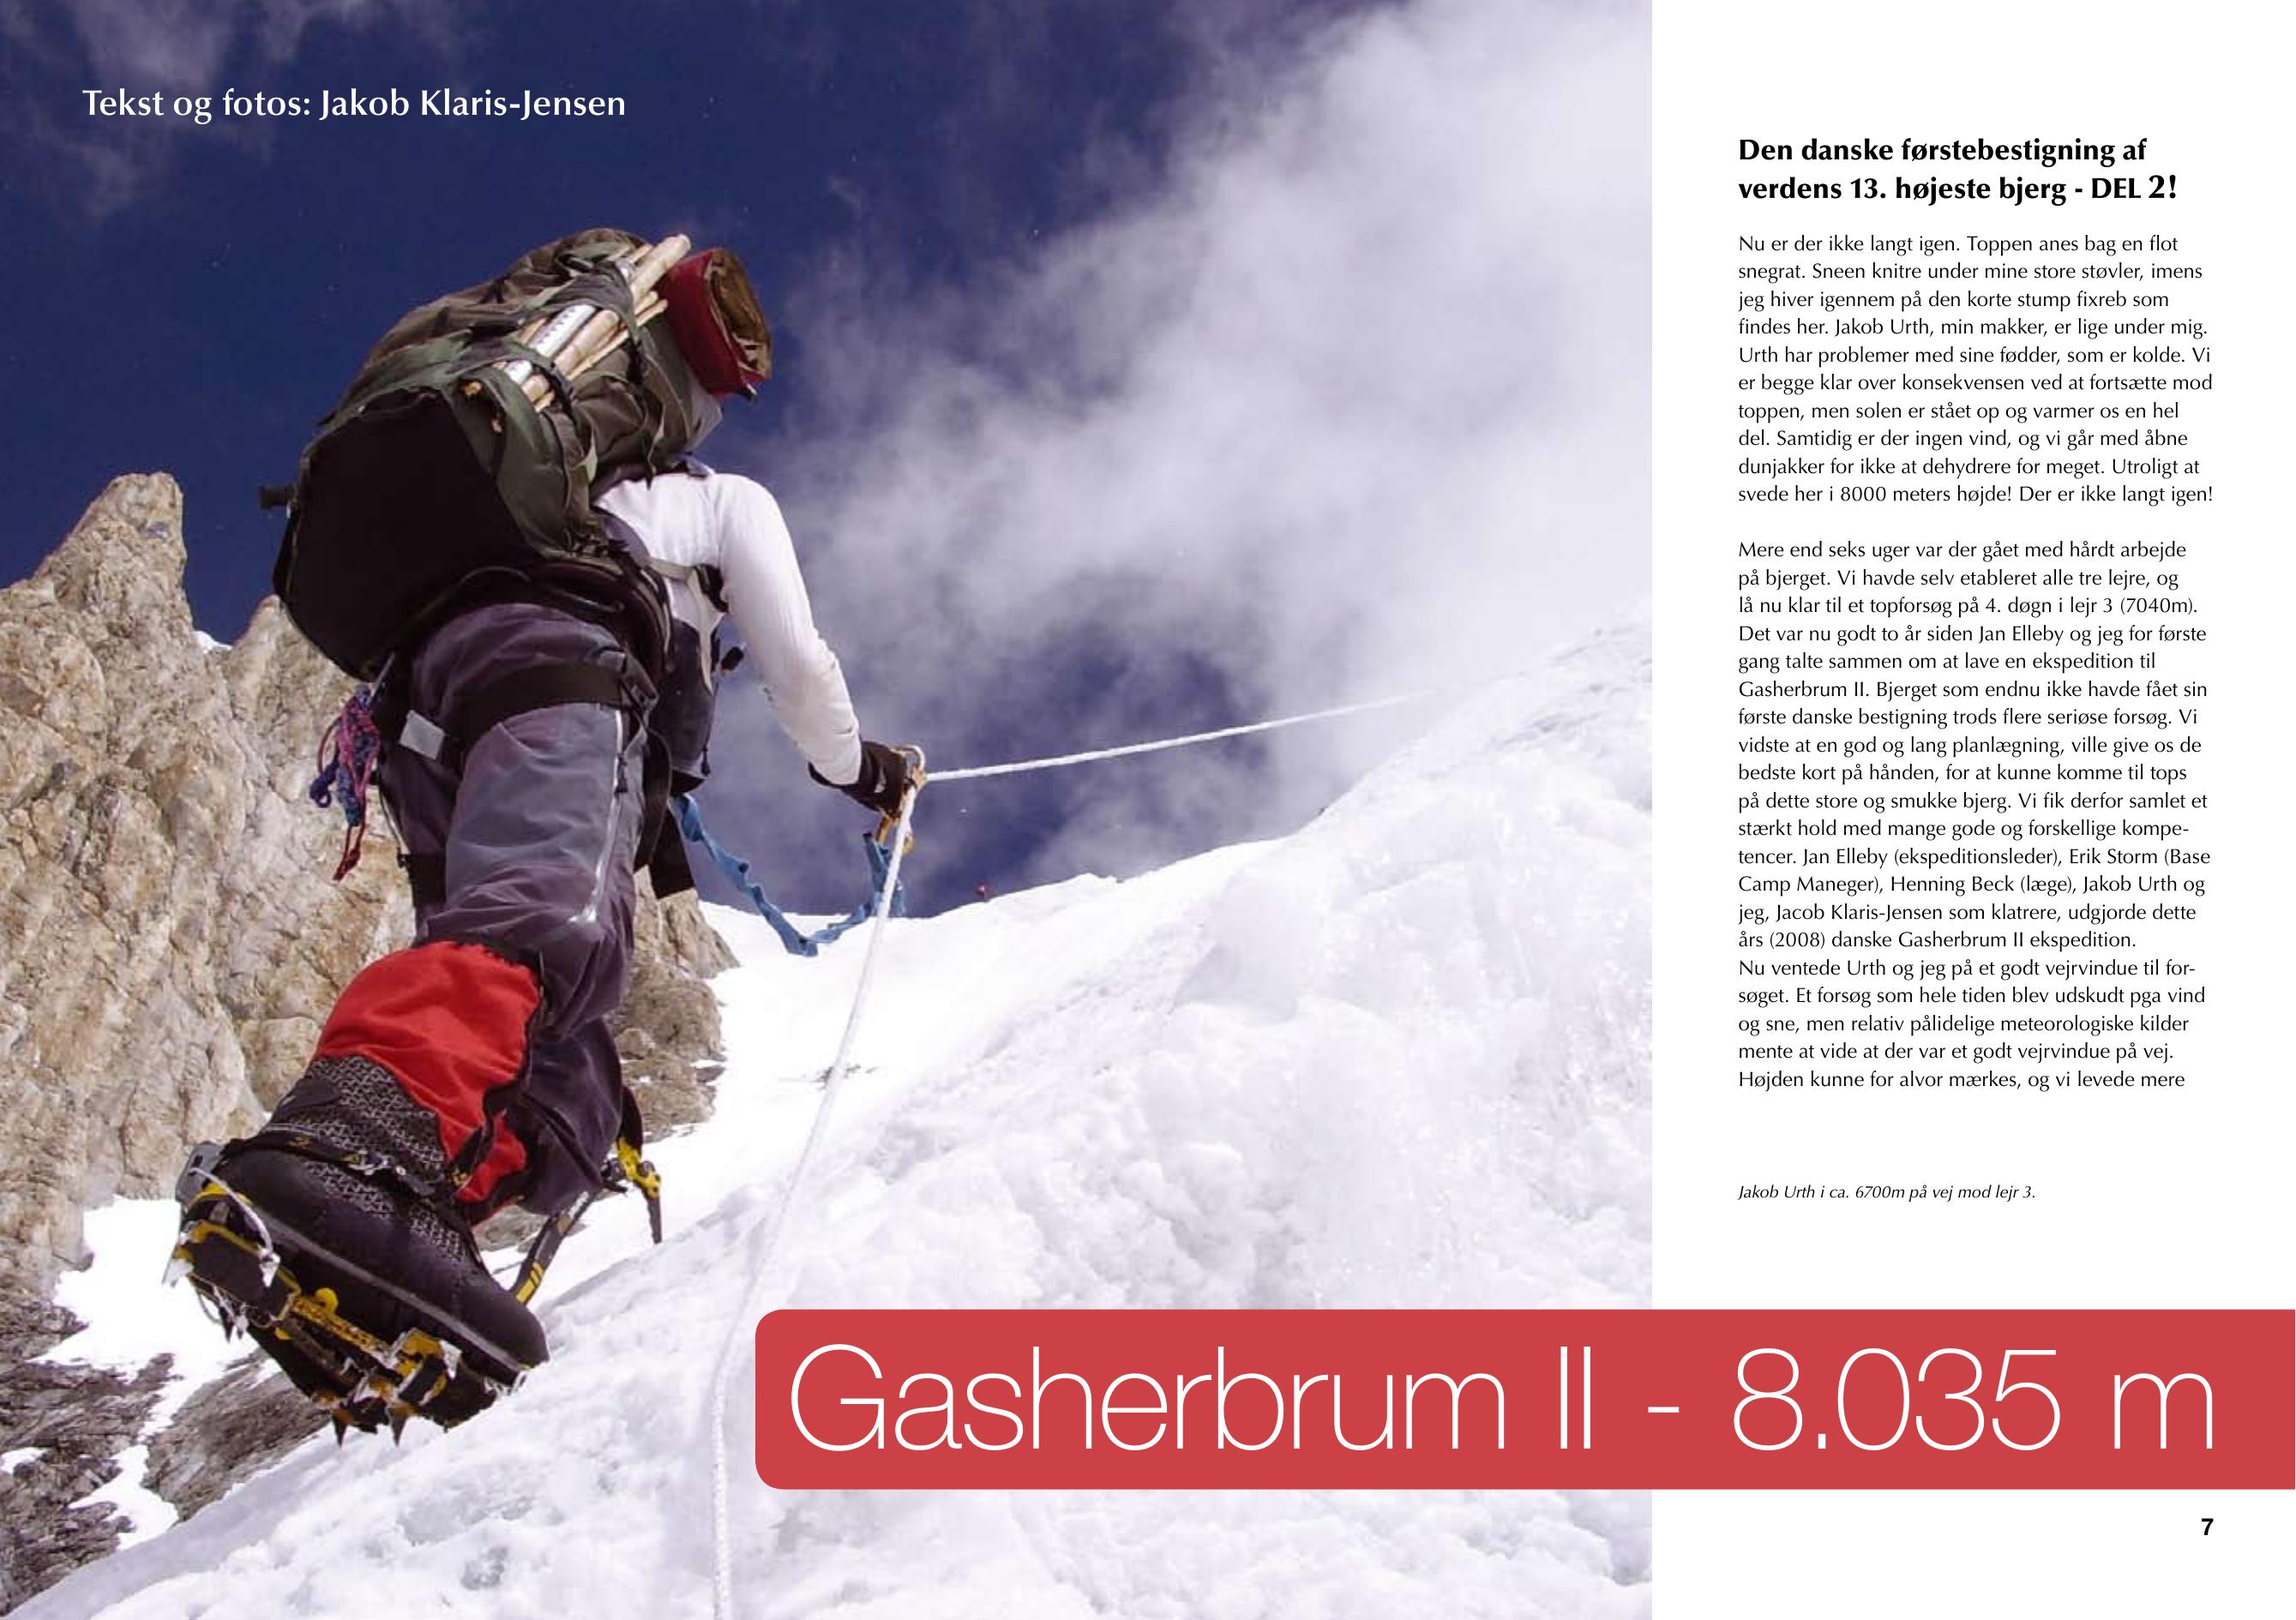 Tekst og fotos: Jakob Klaris-Jensen
Den danske førstebestigning af
verdens 13. højeste bjerg - DEL 2!
Nu er der ikke langt igen. Toppen anes bag en flot
snegrat. Sneen knitre under mine store støvler, imens
jeg hiver igennem på den korte stump fixreb som
findes her. Jakob Urth, min makker, er lige under mig.
Urth har problemer med sine fødder, som er kolde. Vi
er begge klar over konsekvensen ved at fortsætte mod
toppen, men solen er stået op og varmer os en hel
del. Samtidig er der ingen vind, og vi går med åbne
dunjakker for ikke at dehydrere for meget. Utroligt at
svede her i 8000 meters højde! Der er ikke langt igen!
Mere end seks uger var der gået med hårdt arbejde
på bjerget. Vi havde selv etableret alle tre lejre, og
lå nu klar til et topforsøg på 4. døgn i lejr 3 (7040m).
Det var nu godt to år siden Jan Elleby og jeg for første
gang talte sammen om at lave en ekspedition til
Gasherbrum II. Bjerget som endnu ikke havde fået sin
første danske bestigning trods flere seriøse forsøg. Vi
vidste at en god og lang planlægning, ville give os de
bedste kort på hånden, for at kunne komme til tops
på dette store og smukke bjerg. Vi fik derfor samlet et
stærkt hold med mange gode og forskellige kompe-
tencer. Jan Elleby (ekspeditionsleder), Erik Storm (Base
Camp Maneger), Henning Beck (læge), Jakob Urth og
jeg, Jacob Klaris-Jensen som klatrere, udgjorde dette
års (2008) danske Gasherbrum II ekspedition.
Nu ventede Urth og jeg på et godt vejrvindue til for-
søget. Et forsøg som hele tiden blev udskudt pga vind
og sne, men relativ pålidelige meteorologiske kilder
mente at vide at der var et godt vejrvindue på vej.
Højden kunne for alvor mærkes, og vi levede mere
Jakob Urth i ca. 6700m på vej mod lejr 3.
Gasherbrum II - 8.035 m
7